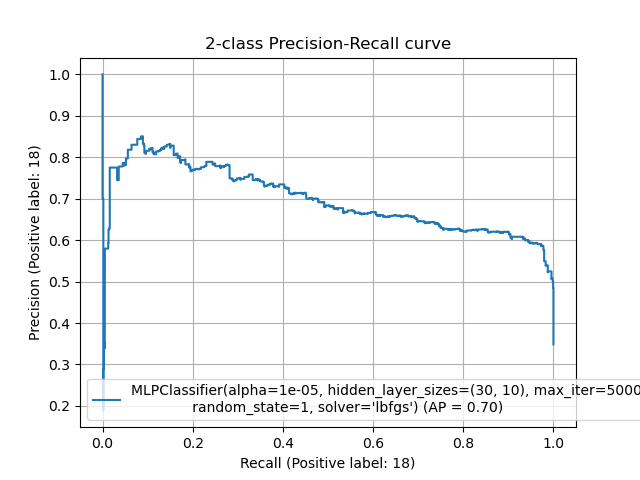 2-class Precision-Recall curve
1.0
0.9
0.8
0.7
0.6
0.5
0.4
0.3
0.2
Precision (Positive label: 18)
MLPClassifier(alpha=1e-05, hidden_layer_sizes=(30, 10), max_iter=5000
random_state=1, solver='lbfgs') (AP = 0.70)
0.0 0.2 0.4 0.6 0.8 1.0
Recall (Positive label: 18)